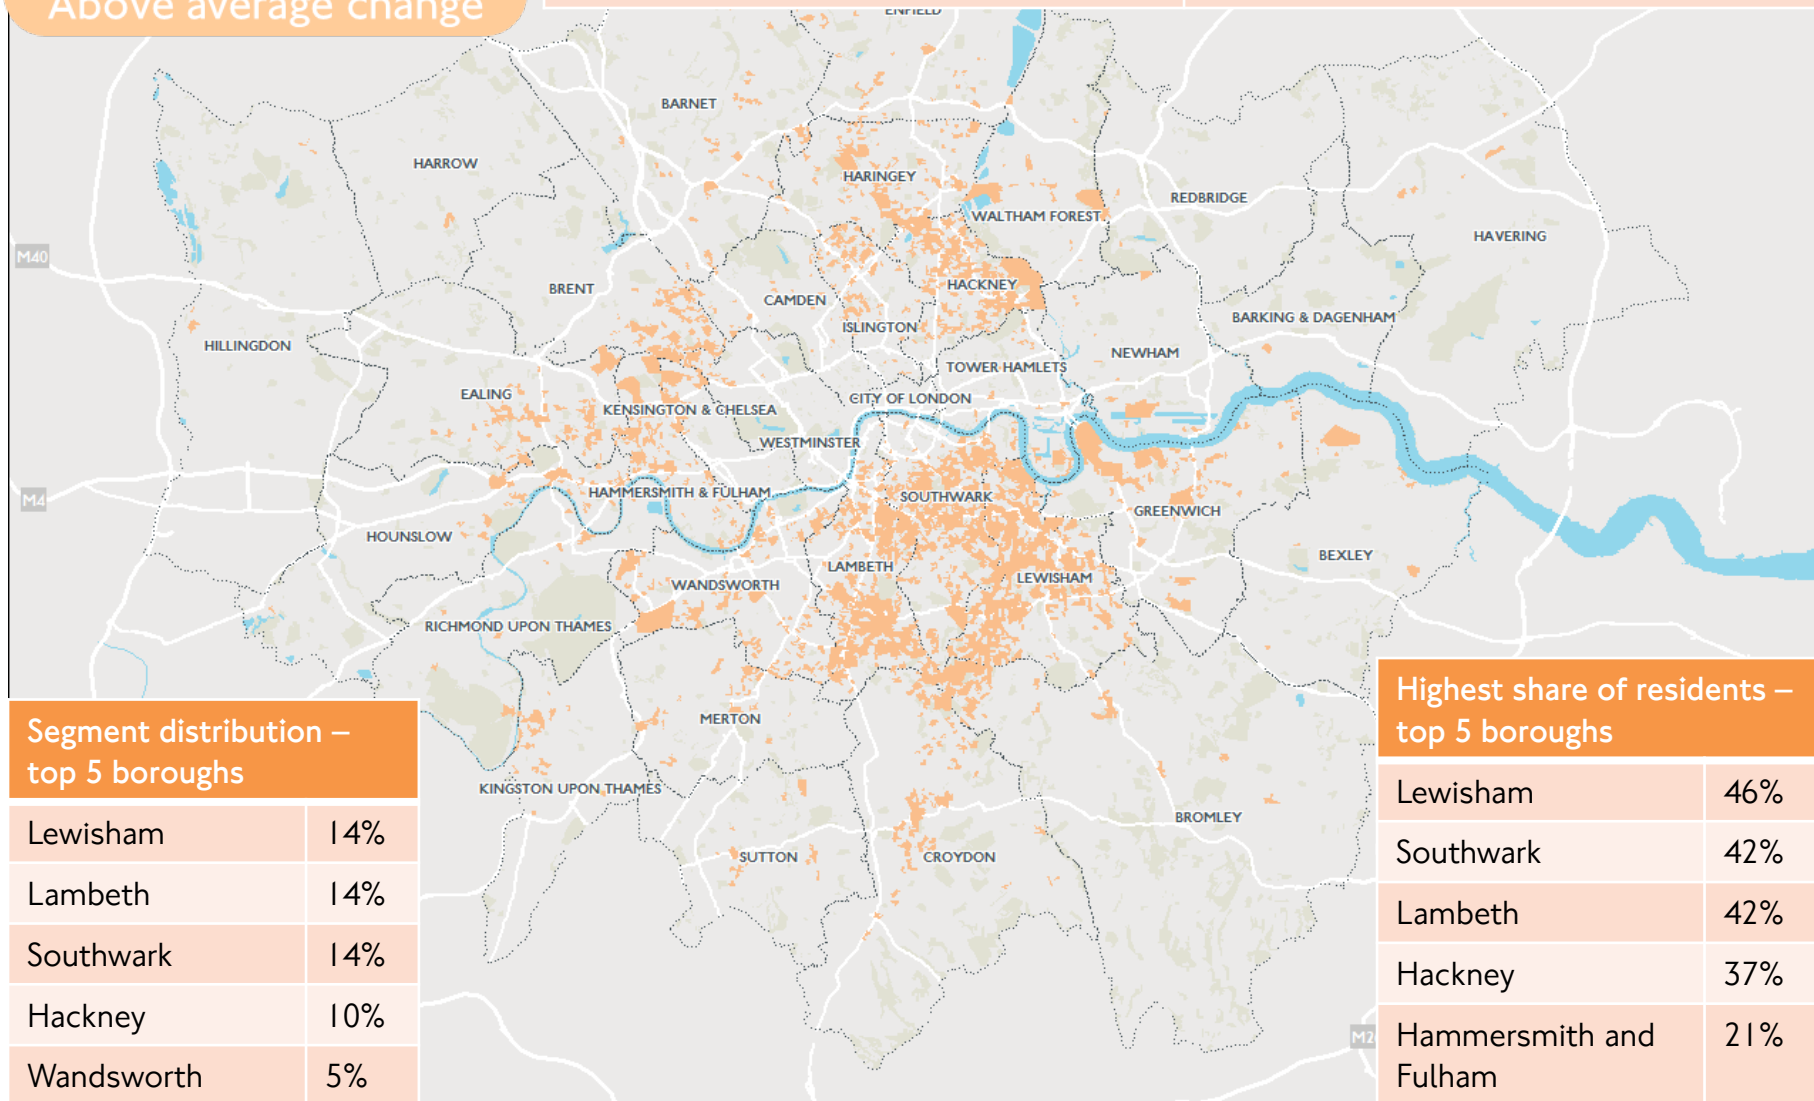 Above average change
ENFIELD
BARNET
HARROW
HARINGEY
REDBRIDGE
WALTHAM FOREST
HAVERING
M40
BRENT
HACKNEY
CAMDEN
BARKING & DAGENHAM
ISLINGTON
HILLINGDON
NEWHAM
TOWER HAMLETS
EALING
CITY OF LONDON
KENSINGTON & CHELSEA
WESTMINSTER
M4
HAMMERSMITH & FULHAM
SOUTHWARK
GREENWICH
HOUNSLOW
BEXLEY
LAMBETH
LEWISHAM
WANDSWORTH
RICHMOND UPON THAMES
MERTON
KINGSTON UPON THAMES
BROMLEY
SUTTON
CROYDON
Segment distribution –
top 5 boroughs
Lewisham 14%
Lambeth 14%
Southwark 14%
Hackney 10%
Wandsworth 5%
Highest share of residents –
top 5 boroughs
Lewisham 46%
Southwark 42%
Lambeth 42%
Hackney 37%
Hammersmith and 21%
Fulham